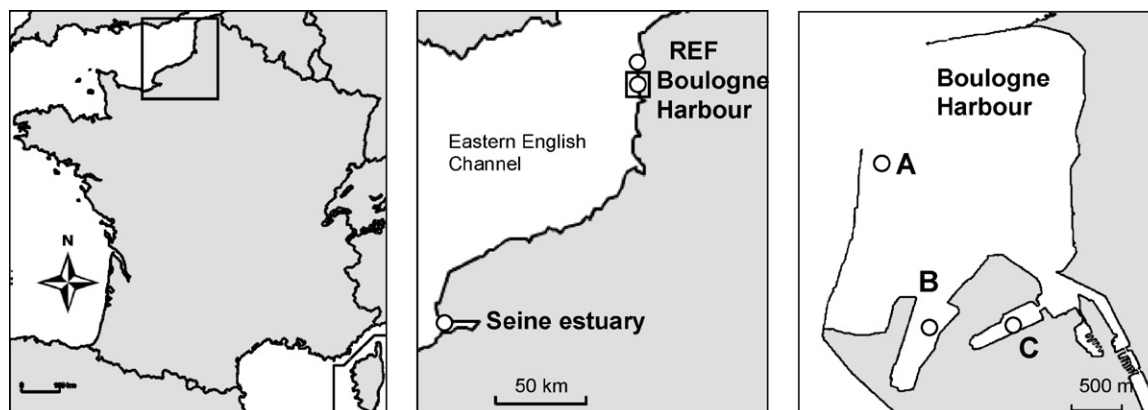 N
REF
Boulogne
Harbour
Eastern English
Channel
Seine estuary
50 km
Boulogne
Harbour
A
B
C
500 m